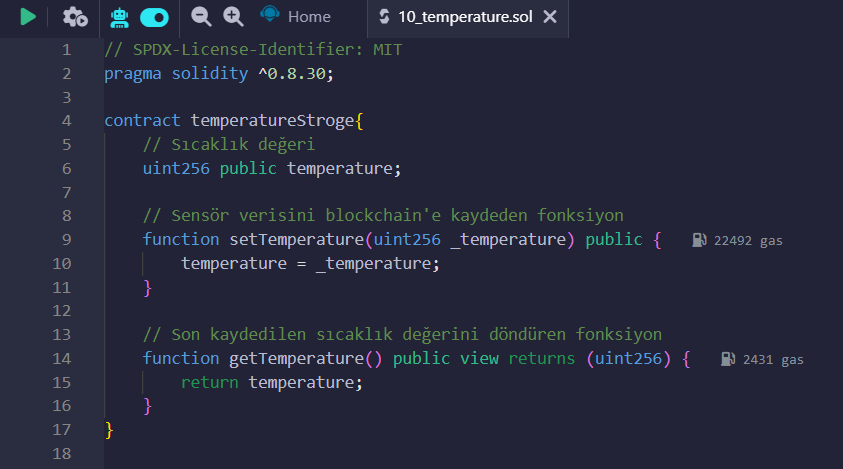 Home 10_temperature.sol
1 // SPDX-License-Identifier: MIT
2 pragma solidity ^0.8.30;
3
4 contract temperatureStroge{
5 // Sıcaklık değeri
6 uint256 public temperature;
7
8 // Sensör verisini blockchain'e kaydeden fonksiyon
9 function setTemperature(uint256 _temperature) public { 22492 gas
10 temperature = _temperature;
11 }
12
13 // Son kaydedilen sıcaklık değerini döndüren fonksiyon
14 function getTemperature() public view returns (uint256) { 2431 gas
15 return temperature;
16 }
17 }
18